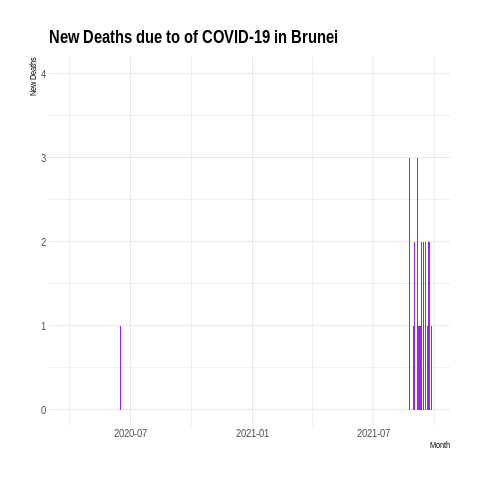 New Deaths due to of COVID-19 in Brunei
New Deaths
4
3
2
1
0
2020-07
2021-01
2021-07
Month